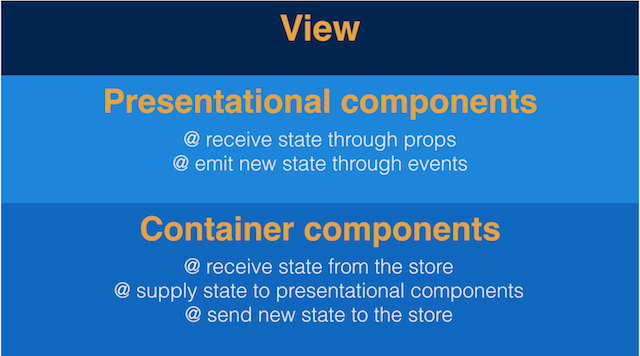 View
Presentational components
@ receive state through props
@ emit new state through events
Container components
@ receive state from the store
@ supply state to presentational components
@ send new state to the store